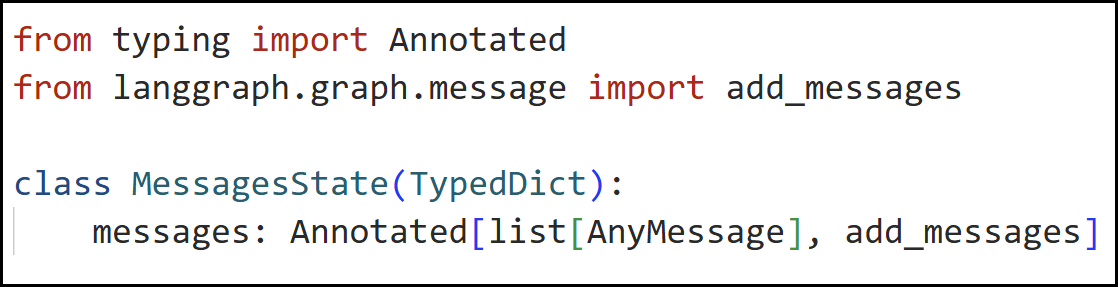 from typing import Annotated
from langgraph.graph.message import add_messages

class MessagesState(TypedDict):
    messages: Annotated[list[AnyMessage], add_messages]